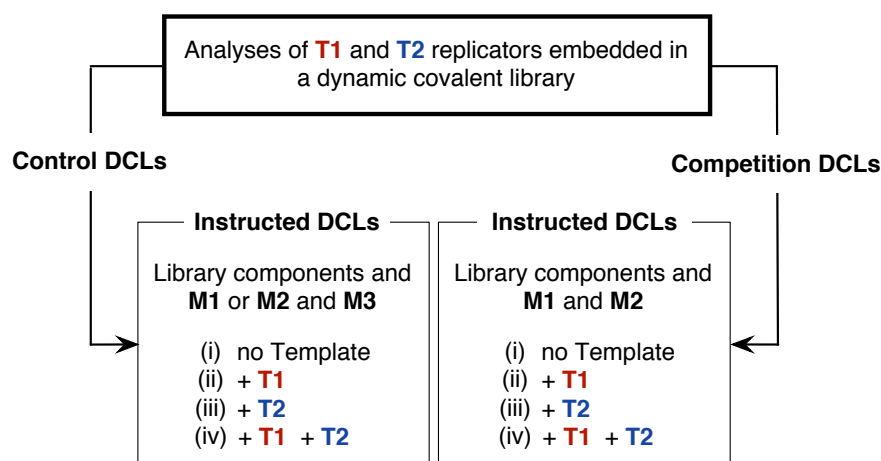 Analyses of T1 and T2 replicators embedded in
a dynamic covalent library
Control DCLs
Competition DCLs
Instructed DCLs
Library components and
M1 or M2 and M3
(i) no Template
(ii) + T1
(iii) + T2
(iv) + T1 + T2
Instructed DCLs
Library components and
M1 and M2
(i) no Template
(ii) + T1
(iii) + T2
(iv) + T1 + T2